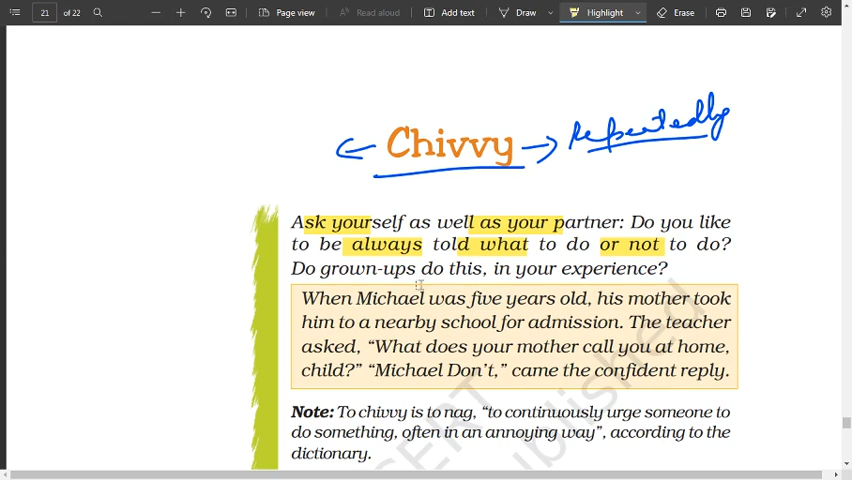 21 of 22
Page view
Read aloud
Add text
Draw
Highlight
Erase
Chivvy
repeatedly
Ask yourself as well as your partner: Do you like
to be always told what to do or not to do?
Do grown-ups do this, in your experience?
When Michael was five years old, his mother took
him to a nearby school for admission. The teacher
asked, “What does your mother call you at home,
child?” “Michael Don’t,” came the confident reply.
Note: To chivvy is to nag, “to continuously urge someone to
do something, often in an annoying way”, according to the
dictionary.